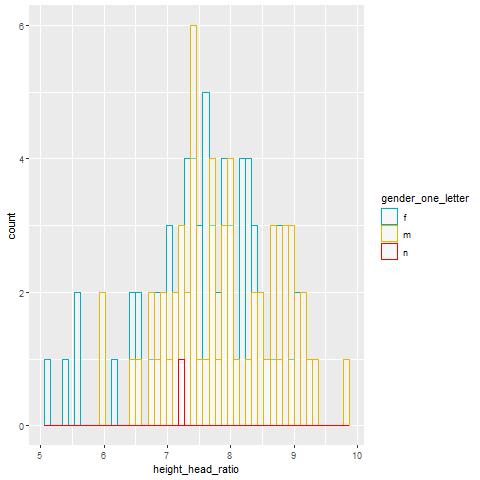 6
4
2
0
count
5 6 7 8 9 10
height_head_ratio
gender_one_letter
f
m
n